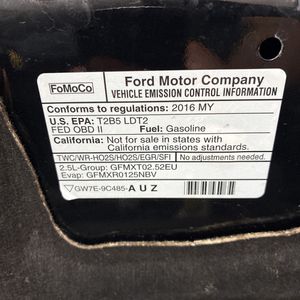 FoMoCo
Ford Motor Company
VEHICLE EMISSION CONTROL INFORMATION
Conforms to regulations: 2016 MY
U.S. EPA: T2B5 LDT2
FED OBD II Fuel: Gasoline
California: Not for sale in states with
California emissions standards.
TWC/WR-HO2S/HO2S/EGR/SFI No adjustments needed.
2.5L-Group: GFMXT02.52EU
Evap: GFMXR0125NBV
GW7E-9C485-A U Z